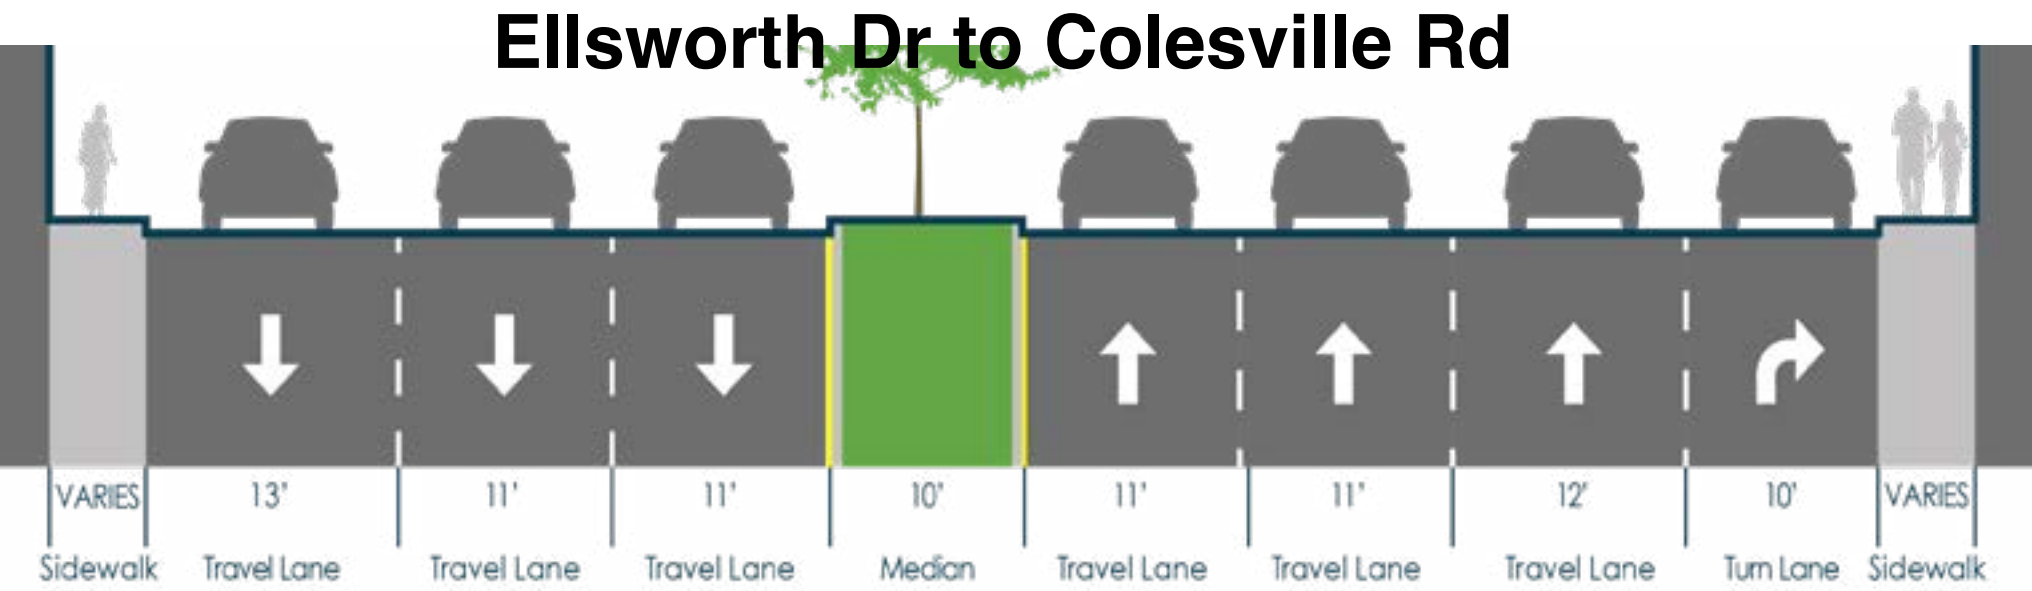 Ellsworth Dr to Colesville Rd
VARIES 13' 11' 11' 10' 11' 11' 12' 10' VARIES
Sidewalk Travel Lane Travel Lane Travel Lane Median Travel Lane Travel Lane Travel Lane Turn Lane Sidewalk